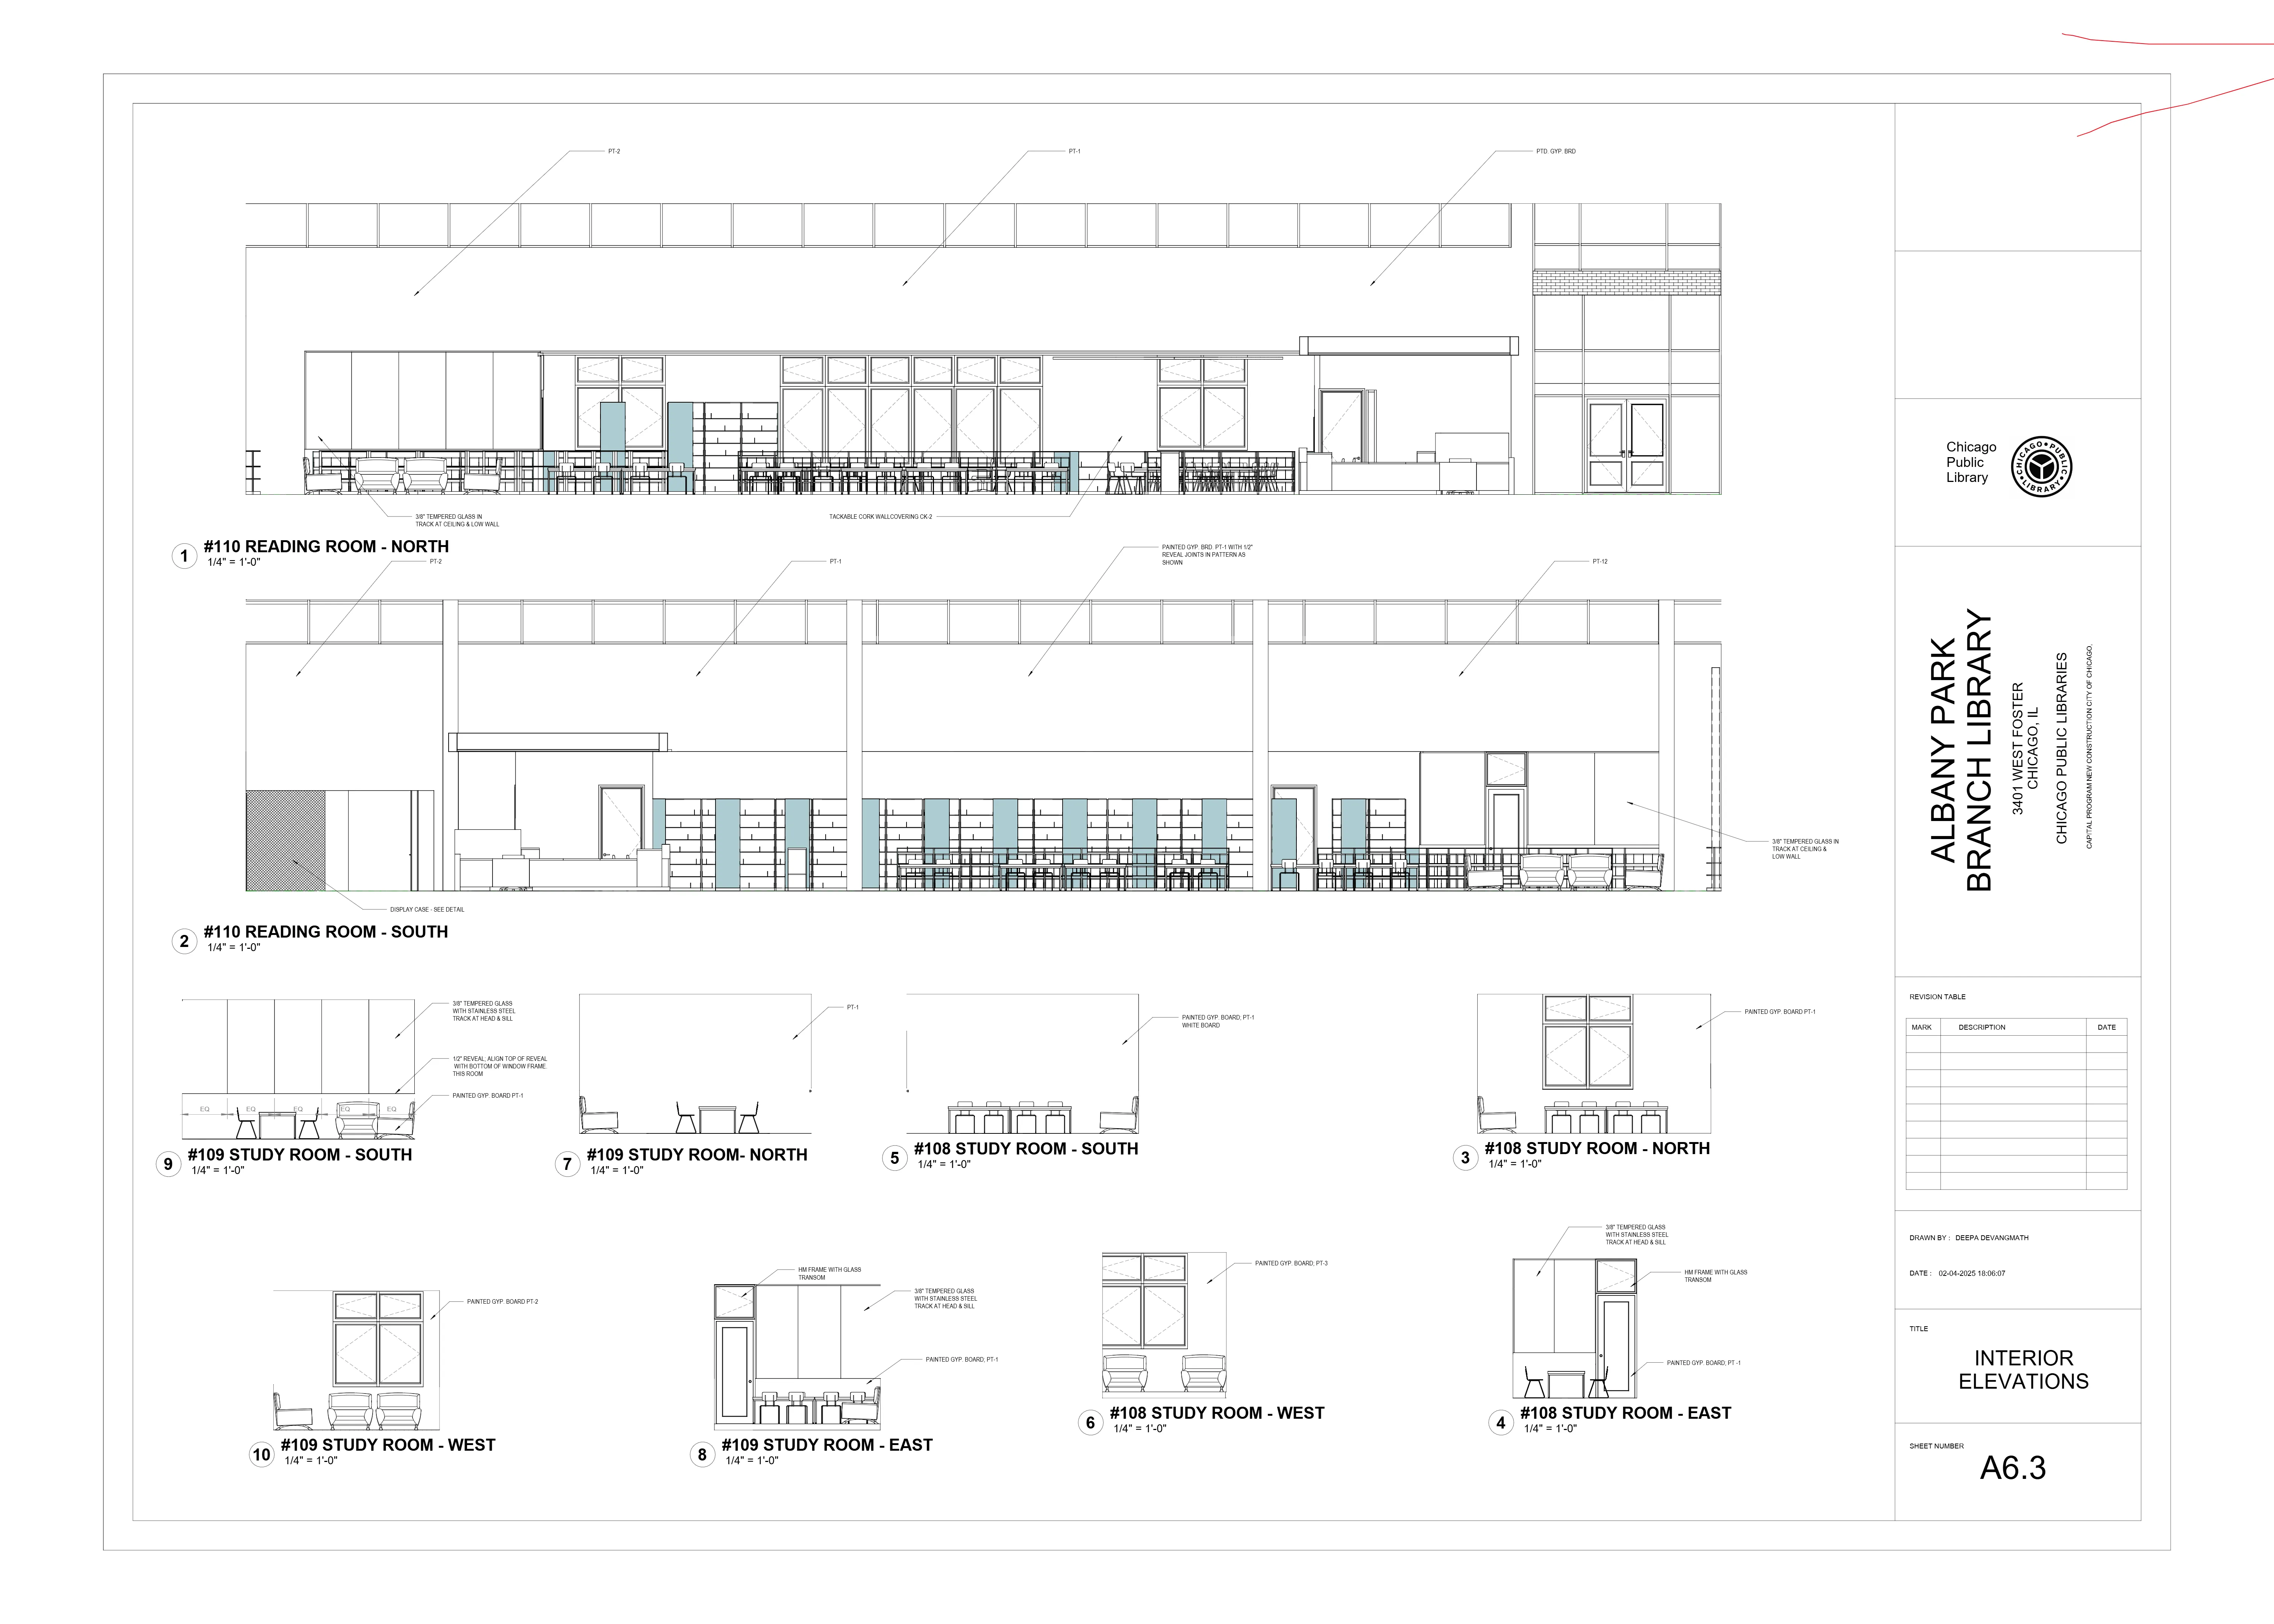 PT-2
PT-1
PTD. GYP. BRD
3/8" TEMPERED GLASS IN
TRACK AT CEILING & LOW WALL
TACKABLE CORK WALLCOVERING CK-2
1
#110 READING ROOM - NORTH
1/4" = 1'-0"
PT-2
PT-1
PAINTED GYP. BRD. PT-1 WITH 1/2"
REVEAL JOINTS IN PATTERN AS
SHOWN
PT-12
3/8" TEMPERED GLASS IN
TRACK AT CEILING &
LOW WALL
DISPLAY CASE - SEE DETAIL
2
#110 READING ROOM - SOUTH
1/4" = 1'-0"
3/8" TEMPERED GLASS
WITH STAINLESS STEEL
TRACK AT HEAD & SILL
1/2" REVEAL; ALIGN TOP OF REVEAL
WITH BOTTOM OF WINDOW FRAME
THIS ROOM
PAINTED GYP. BOARD PT-1
EQ EQ EQ EQ EQ
9
#109 STUDY ROOM - SOUTH
1/4" = 1'-0"
PT-1
7
#109 STUDY ROOM- NORTH
1/4" = 1'-0"
PAINTED GYP. BOARD; PT-1
WHITE BOARD
5
#108 STUDY ROOM - SOUTH
1/4" = 1'-0"
PAINTED GYP. BOARD PT-1
3
#108 STUDY ROOM - NORTH
1/4" = 1'-0"
PAINTED GYP. BOARD PT-2
10
#109 STUDY ROOM - WEST
1/4" = 1'-0"
HM FRAME WITH GLASS
TRANSOM
3/8" TEMPERED GLASS
WITH STAINLESS STEEL
TRACK AT HEAD & SILL
PAINTED GYP. BOARD; PT-1
8
#109 STUDY ROOM - EAST
1/4" = 1'-0"
PAINTED GYP. BOARD; PT-3
6
#108 STUDY ROOM - WEST
1/4" = 1'-0"
3/8" TEMPERED GLASS
WITH STAINLESS STEEL
TRACK AT HEAD & SILL
HM FRAME WITH GLASS
TRANSOM
PAINTED GYP. BOARD; PT -1
4
#108 STUDY ROOM - EAST
1/4" = 1'-0"
Chicago
Public
Library
CHICAGO • PUBLIC • LIBRARY •
ALBANY PARK
BRANCH LIBRARY
3401 WEST FOSTER
CHICAGO, IL
CHICAGO PUBLIC LIBRARIES
CAPITAL PROGRAM NEW CONSTRUCTION CITY OF CHICAGO.
REVISION TABLE
MARK DESCRIPTION DATE
DRAWN BY : DEEPA DEVANGMATH
DATE : 02-04-2025 18:06:07
TITLE
INTERIOR
ELEVATIONS
SHEET NUMBER
A6.3